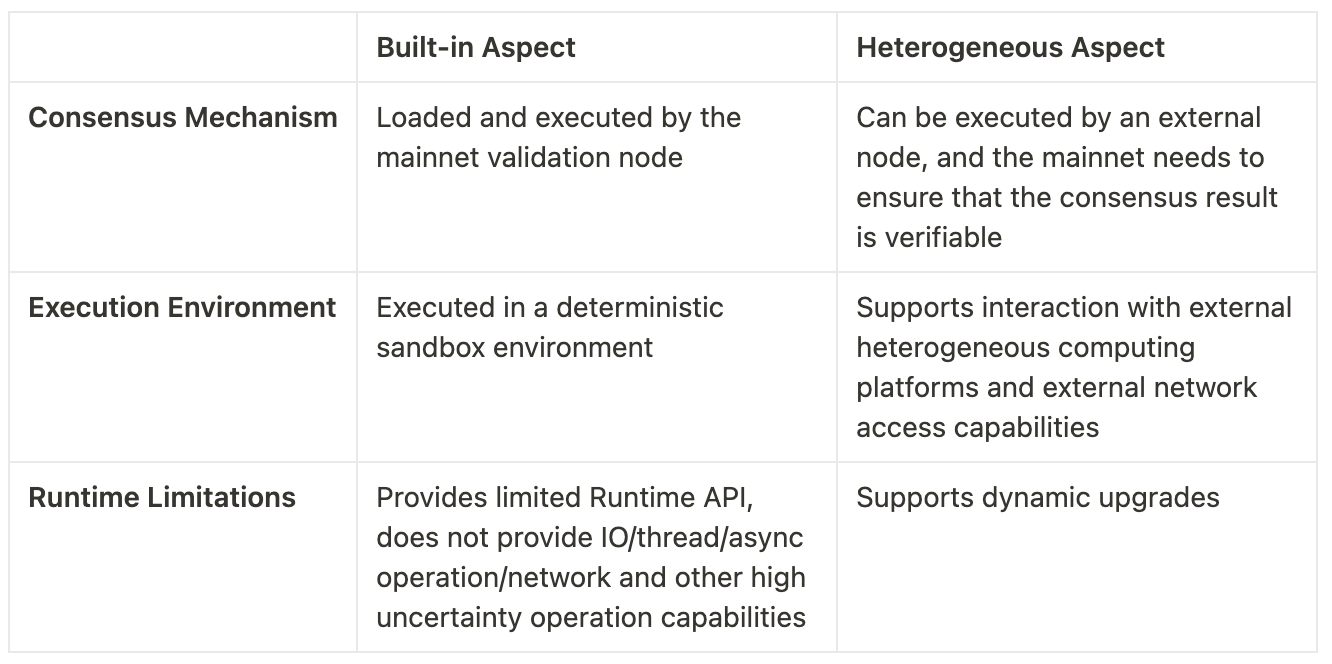 Built-in Aspect
Heterogeneous Aspect
Consensus Mechanism
Loaded and executed by the
mainnet validation node
Can be executed by an external
node, and the mainnet needs to
ensure that the consensus result
is verifiable
Execution Environment
Executed in a deterministic
sandbox environment
Supports interaction with external
heterogeneous computing
platforms and external network
access capabilities
Runtime Limitations
Provides limited Runtime API,
does not provide IO/thread/async
operation/network and other high
uncertainty operation capabilities
Supports dynamic upgrades